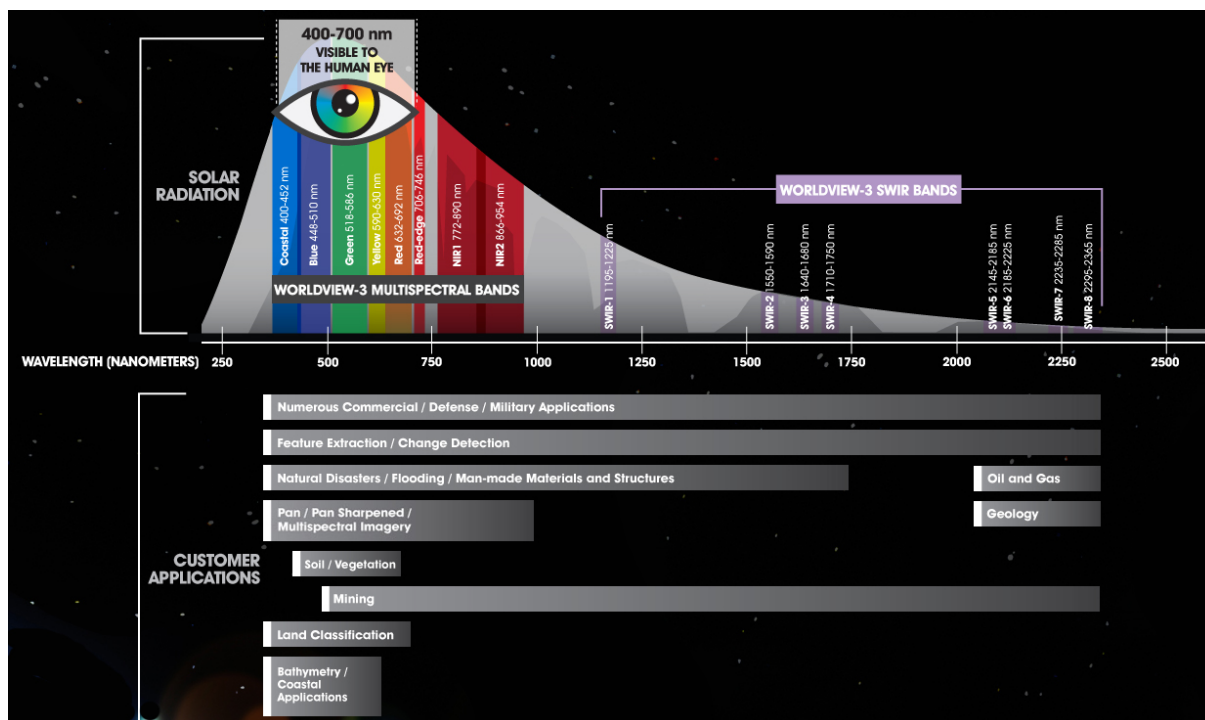 400-700 nm
VISIBLE TO
THE HUMAN EYE
SOLAR
RADIATION
Coastal 400-452 nm
Blue 448-510 nm
Green 518-586 nm
Yellow 590-630 nm
Red 632-692 nm
Red-edge 706-746 nm
NIR1 772-890 nm
NIR2 866-954 nm
WORLDVIEW-3 MULTISPECTRAL BANDS
WORLDVIEW-3 SWIR BANDS
SWIR-1 1195-1225 nm
SWIR-2 1550-1590 nm
SWIR-3 1640-1680 nm
SWIR-4 1710-1750 nm
SWIR-5 2145-2185 nm
SWIR-6 2185-2225 nm
SWIR-7 2235-2285 nm
SWIR-8 2295-2365 nm
WAVELENGTH (NANOMETERS) 250 500 750 1000 1250 1500 1750 2000 2250 2500
CUSTOMER
APPLICATIONS
Numerous Commercial / Defense / Military Applications
Feature Extraction / Change Detection
Natural Disasters / Flooding / Man-made Materials and Structures
Oil and Gas
Pan / Pan Sharpened /
Multispectral Imagery
Geology
Soil / Vegetation
Mining
Land Classification
Bathymetry /
Coastal
Applications